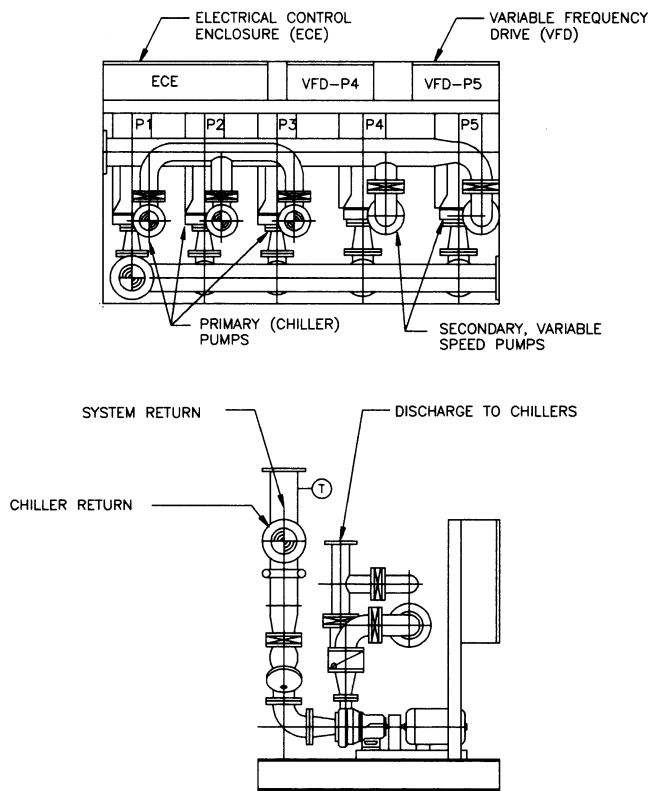 ELECTRICAL CONTROL
ENCLOSURE (ECE)
VARIABLE FREQUENCY
DRIVE (VFD)
ECE
VFD-P4
VFD-P5
P1
P2
P3
P4
P5
PRIMARY (CHILLER)
PUMPS
SECONDARY, VARIABLE
SPEED PUMPS
SYSTEM RETURN
DISCHARGE TO CHILLERS
T
CHILLER RETURN